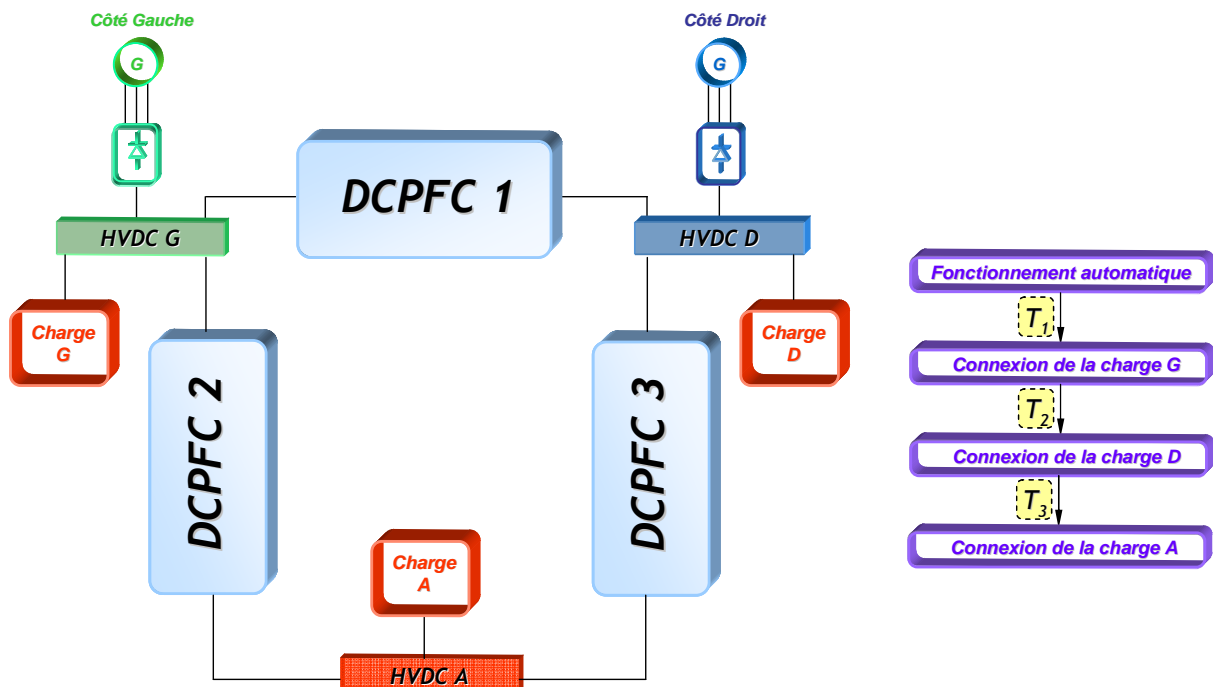 Côté Gauche
Côté Droit
G
G
DCPFC 1
HVDC G
HVDC D
Charge
G
Charge
D
DCPFC 2
DCPFC 3
Charge
A
HVDC A
Fonctionnement automatique
T1
Connexion de la charge G
T2
Connexion de la charge D
T3
Connexion de la charge A